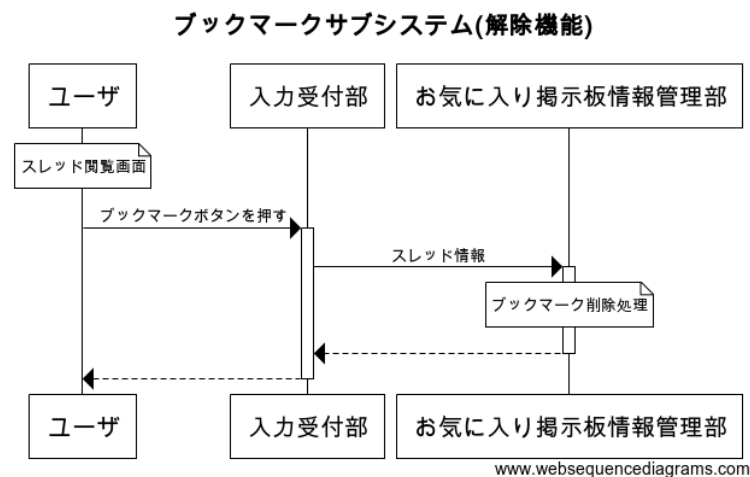 ブックマークサブシステム(解除機能)
ユーザ
入力受付部
お気に入り掲示板情報管理部
スレッド閲覧画面
ブックマークボタンを押す
スレッド情報
ブックマーク削除処理
ユーザ
入力受付部
お気に入り掲示板情報管理部
www.websequencediagrams.com